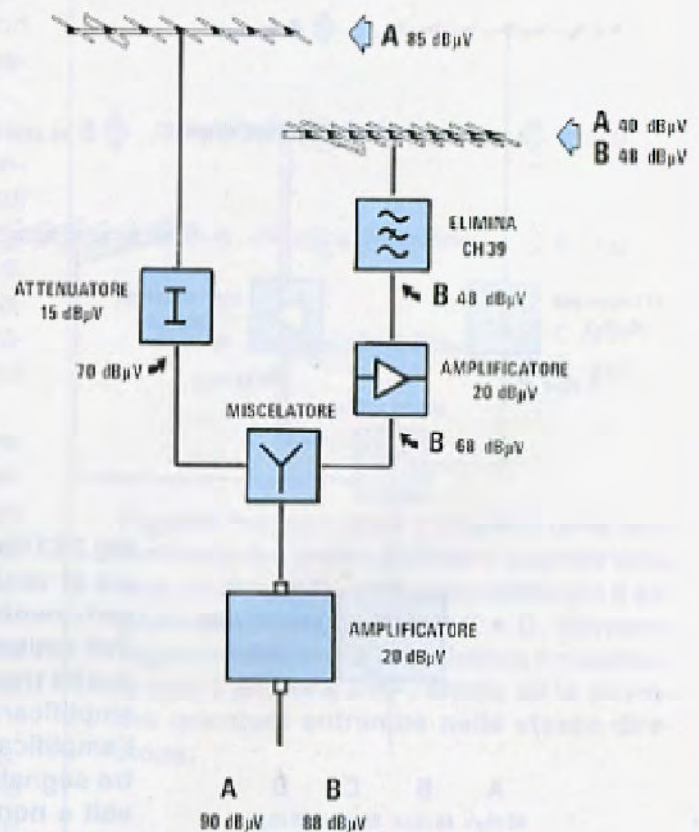 A 85 dBµV
A 40 dBµV
B 48 dBµV
ELIMINA
CH 39
B 48 dBµV
ATTENUATORE
15 dBµV
70 dBµV
AMPLIFICATORE
20 dBµV
MISCELATORE
B 68 dBµV
AMPLIFICATORE
20 dBµV
A B
90 dBµV 88 dBµV